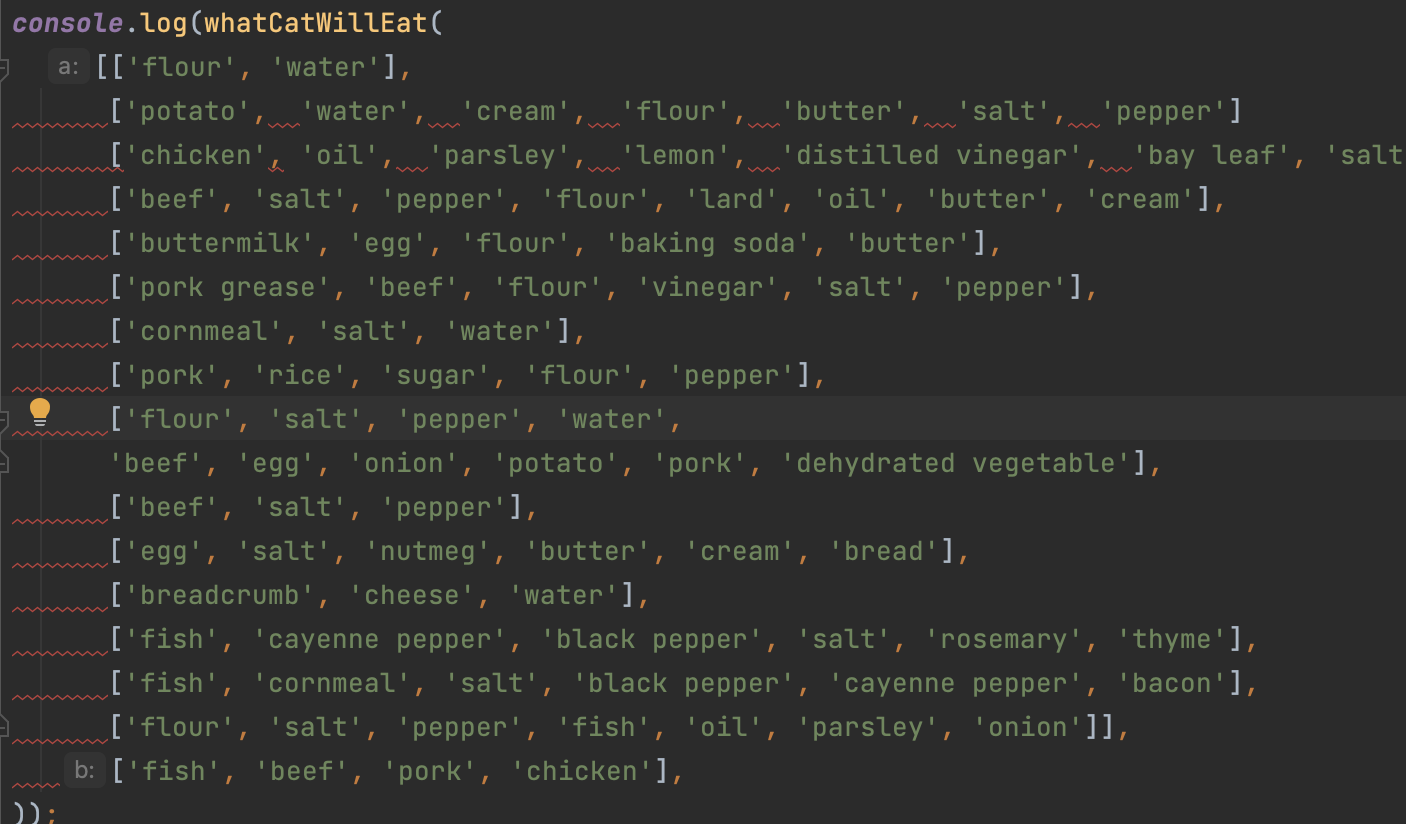 console.log(whatCatWillEat(
a: [['flour', 'water'],
['potato', 'water', 'cream', 'flour', 'butter', 'salt', 'pepper']
['chicken', 'oil', 'parsley', 'lemon', 'distilled vinegar', 'bay leaf', 'salt
['beef', 'salt', 'pepper', 'flour', 'lard', 'oil', 'butter', 'cream'],
['buttermilk', 'egg', 'flour', 'baking soda', 'butter'],
['pork grease', 'beef', 'flour', 'vinegar', 'salt', 'pepper'],
['cornmeal', 'salt', 'water'],
['pork', 'rice', 'sugar', 'flour', 'pepper'],
['flour', 'salt', 'pepper', 'water',
'beef', 'egg', 'onion', 'potato', 'pork', 'dehydrated vegetable'],
['beef', 'salt', 'pepper'],
['egg', 'salt', 'nutmeg', 'butter', 'cream', 'bread'],
['breadcrumb', 'cheese', 'water'],
['fish', 'cayenne pepper', 'black pepper', 'salt', 'rosemary', 'thyme'],
['fish', 'cornmeal', 'salt', 'black pepper', 'cayenne pepper', 'bacon'],
['flour', 'salt', 'pepper', 'fish', 'oil', 'parsley', 'onion']],
b: ['fish', 'beef', 'pork', 'chicken'],
));